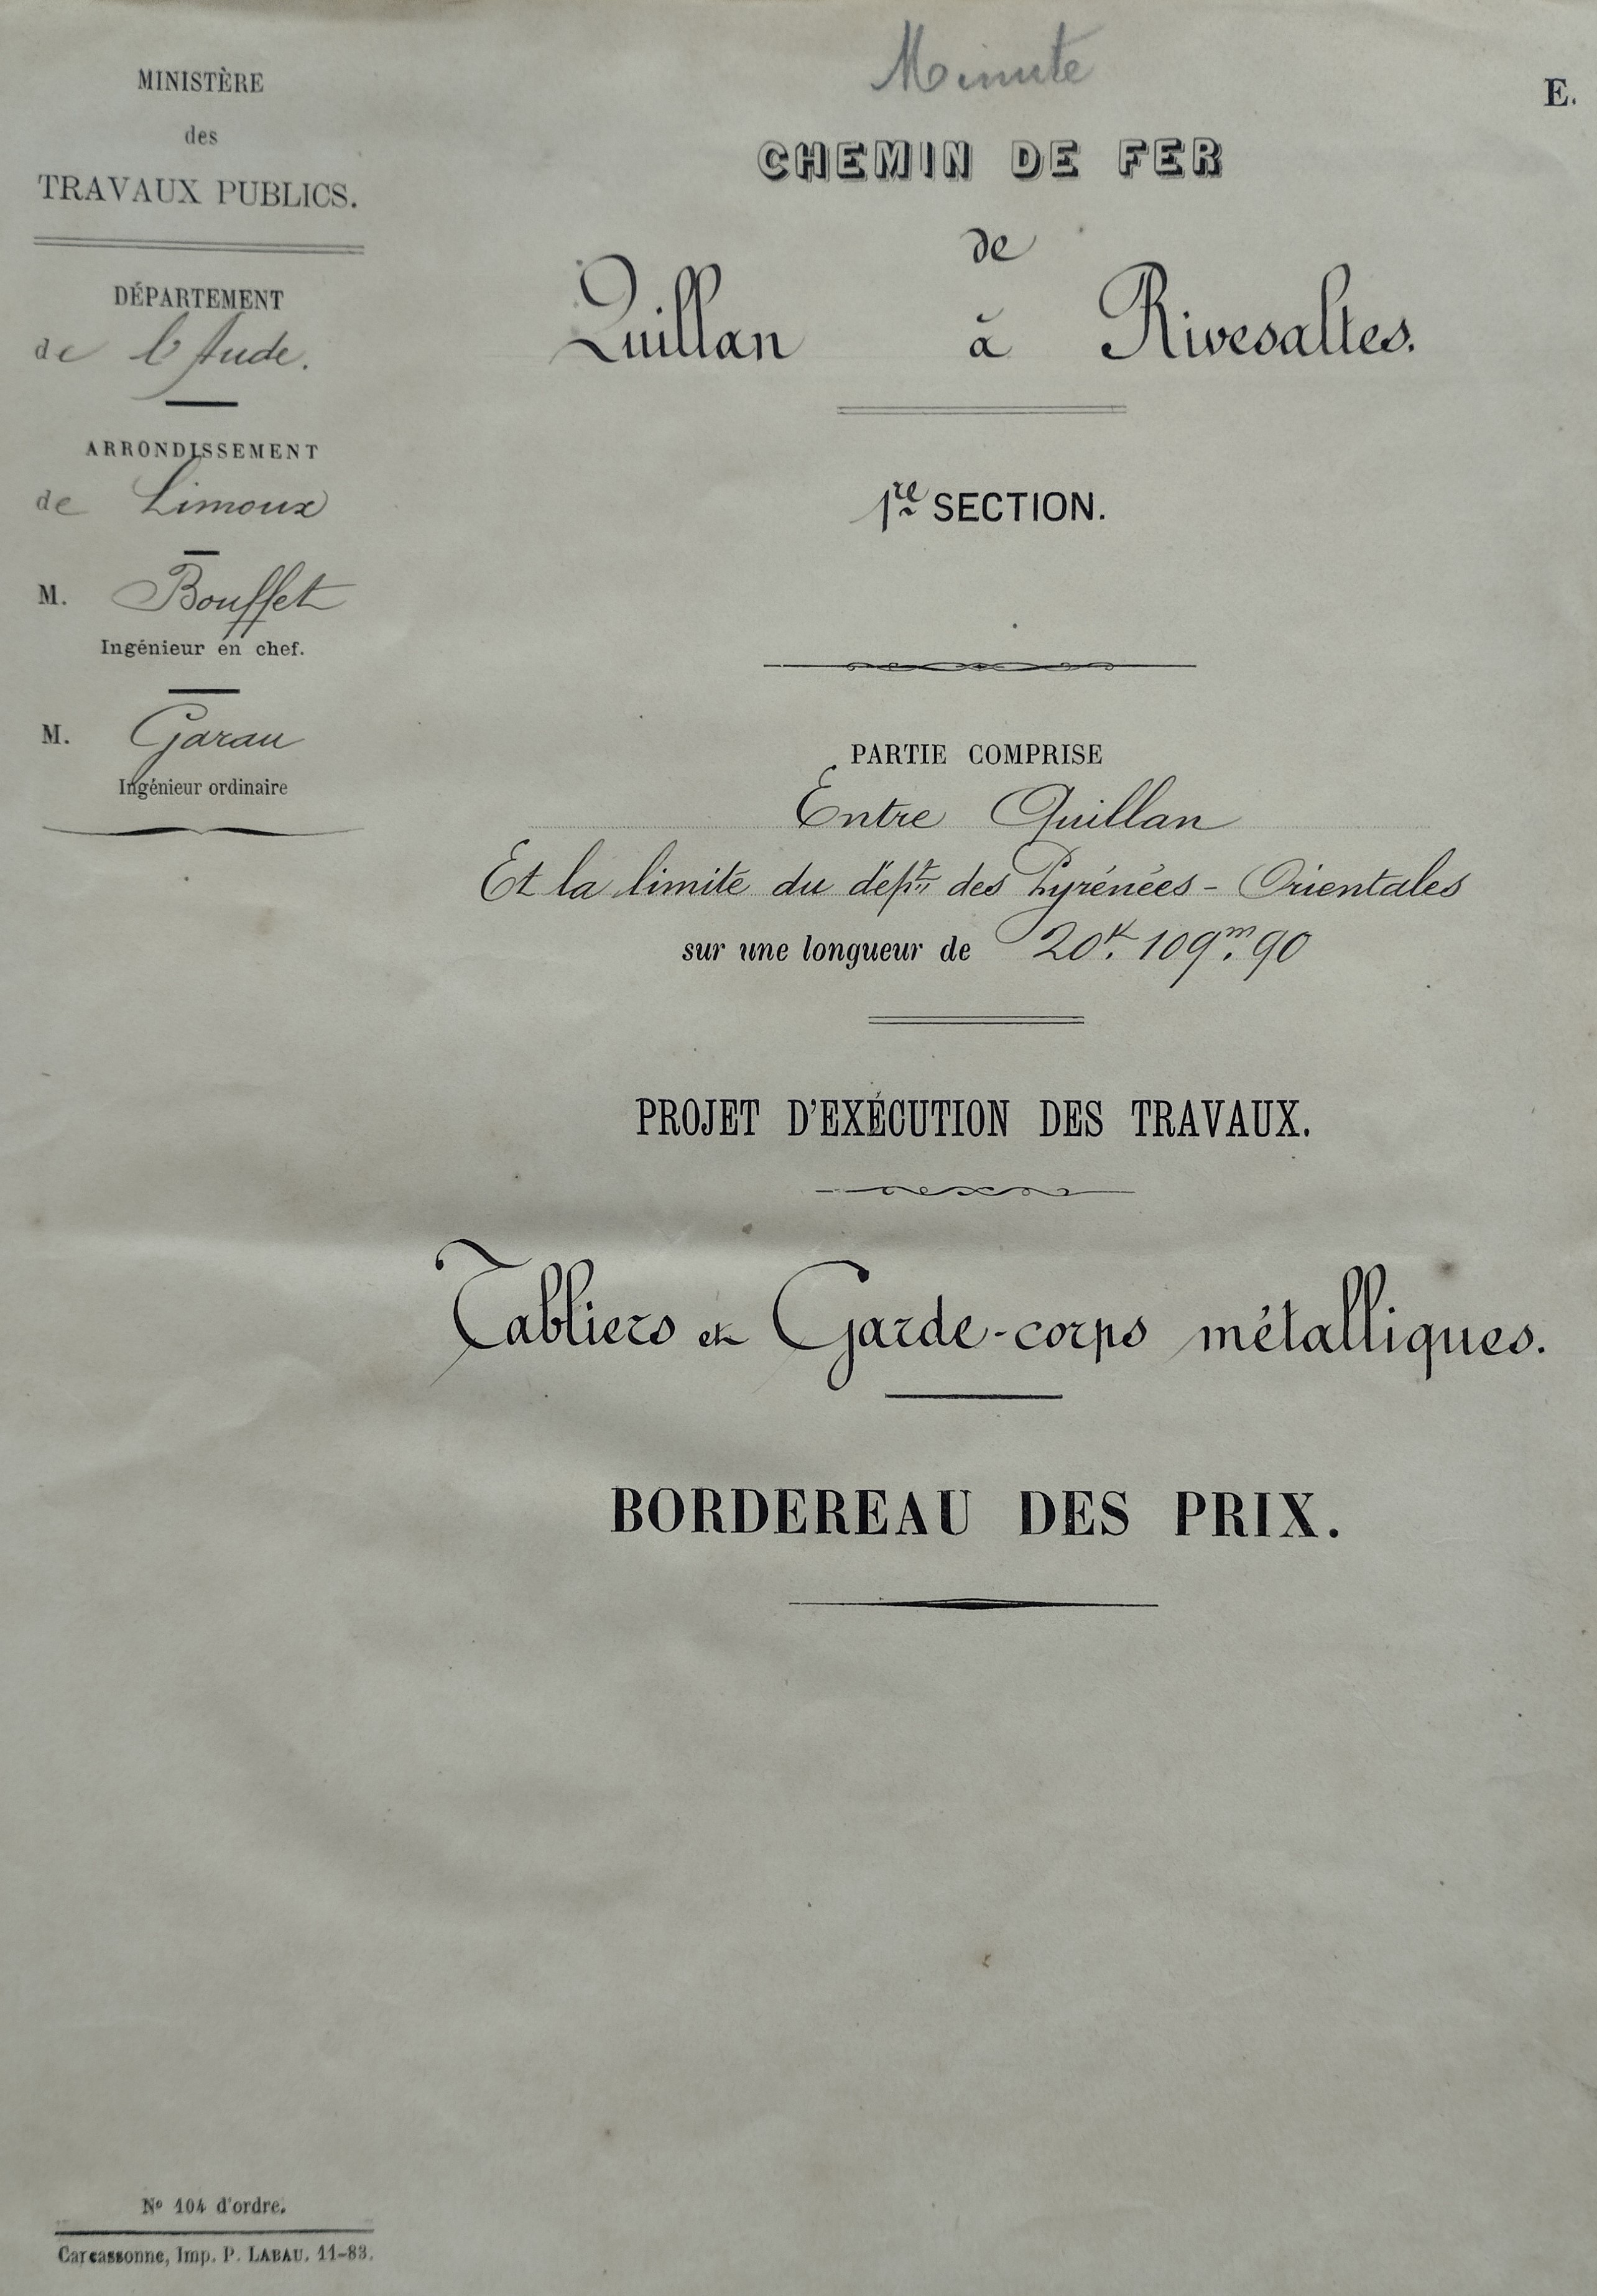 MINISTÈRE
des
TRAVAUX PUBLICS.
DÉPARTEMENT
de l'Aude.
ARRONDISSEMENT
de Limoux
M. Bouffet
Ingénieur en chef.
M. Garau
Ingénieur ordinaire
Minute
E.
CHEMIN DE FER
de
Quillan à Rivesaltes.
1re SECTION.
PARTIE COMPRISE
Entre Quillan
Et la limite du dépt. des Pyrénées-Orientales
sur une longueur de 20k. 109m. 90
PROJET D'EXÉCUTION DES TRAVAUX.
Tabliers et Garde-corps métalliques.
BORDEREAU DES PRIX.
No 104 d'ordre.
Carcassonne, Imp. P. LABAU. 11-83.